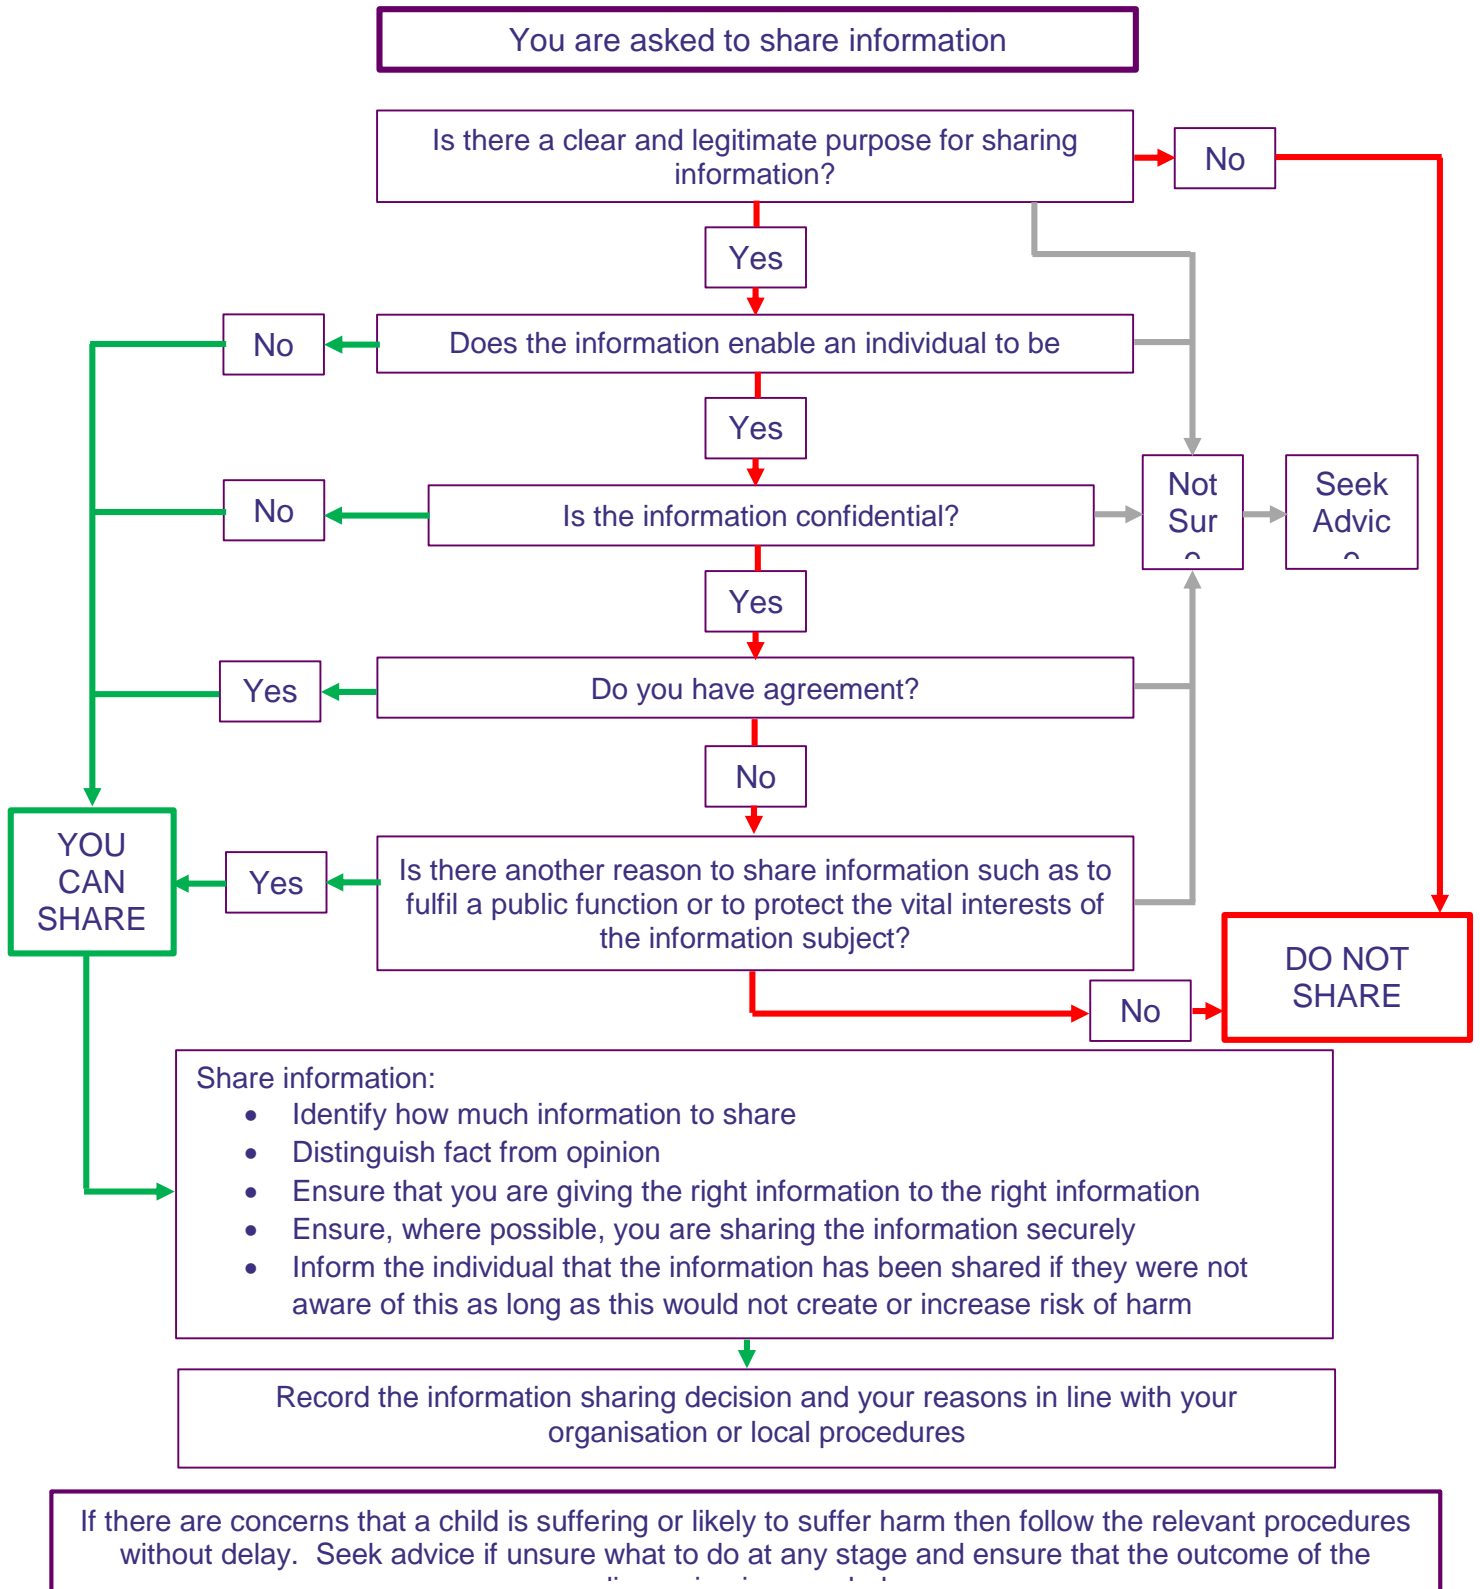 You are asked to share information
Is there a clear and legitimate purpose for sharing
information?
No
Yes
No
Does the information enable an individual to be
Yes
No
Is the information confidential?
Not
Sur
Seek
Advic
Yes
Yes
Do you have agreement?
No
YOU
CAN
SHARE
Yes
Is there another reason to share information such as to
fulfil a public function or to protect the vital interests of
the information subject?
DO NOT
SHARE
No
Share information:
• Identify how much information to share
• Distinguish fact from opinion
• Ensure that you are giving the right information to the right information
• Ensure, where possible, you are sharing the information securely
• Inform the individual that the information has been shared if they were not
aware of this as long as this would not create or increase risk of harm
Record the information sharing decision and your reasons in line with your
organisation or local procedures
If there are concerns that a child is suffering or likely to suffer harm then follow the relevant procedures
without delay. Seek advice if unsure what to do at any stage and ensure that the outcome of the